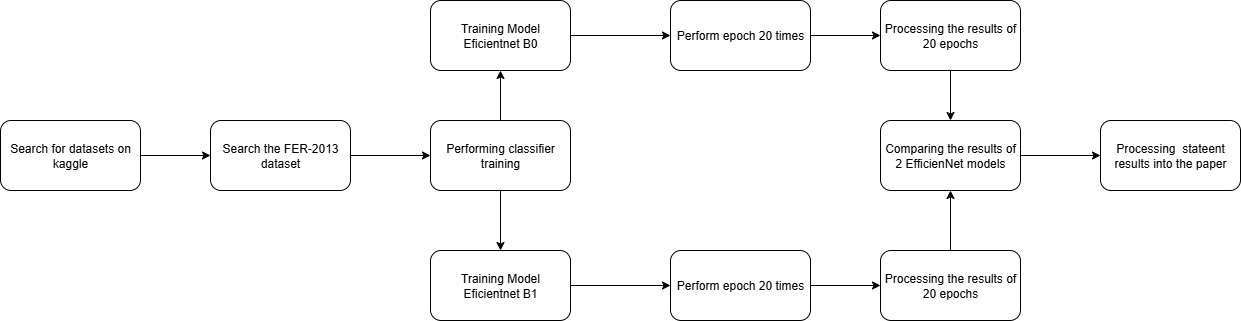 Search for datasets on
kaggle
Search the FER-2013
dataset
Performing classifier
training
Training Model
Eficientnet B0
Perform epoch 20 times
Processing the results of
20 epochs
Training Model
Eficientnet B1
Perform epoch 20 times
Processing the results of
20 epochs
Comparing the results of
2 EfficienNet models
Processing stateent
results into the paper